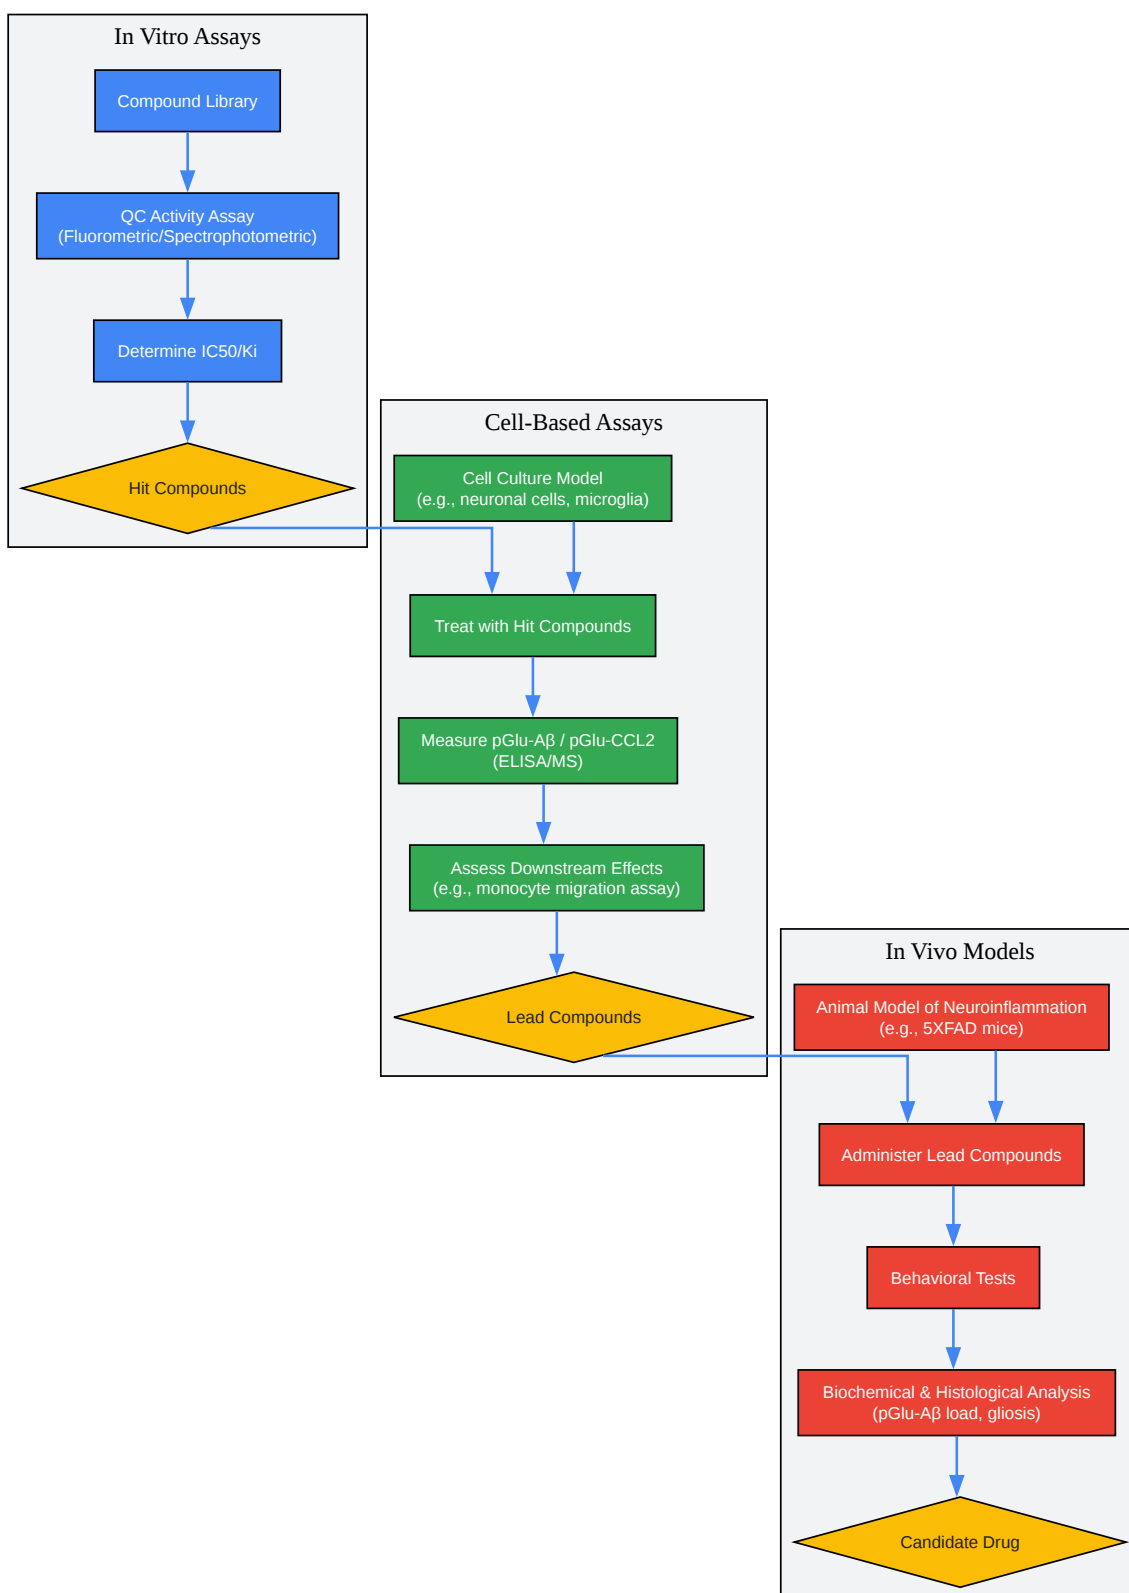 In Vitro Assays
Compound Library
QC Activity Assay
(Fluorometric/Spectrophotometric)
Determine IC50/Ki
Hit Compounds
Cell-Based Assays
Cell Culture Model
(e.g., neuronal cells, microglia)
Treat with Hit Compounds
Measure pGlu-Aβ / pGlu-CCL2
(ELISA/MS)
Assess Downstream Effects
(e.g., monocyte migration assay)
Lead Compounds
In Vivo Models
Animal Model of Neuroinflammation
(e.g., 5XFAD mice)
Administer Lead Compounds
Behavioral Tests
Biochemical & Histological Analysis
(pGlu-Aβ load, gliosis)
Candidate Drug